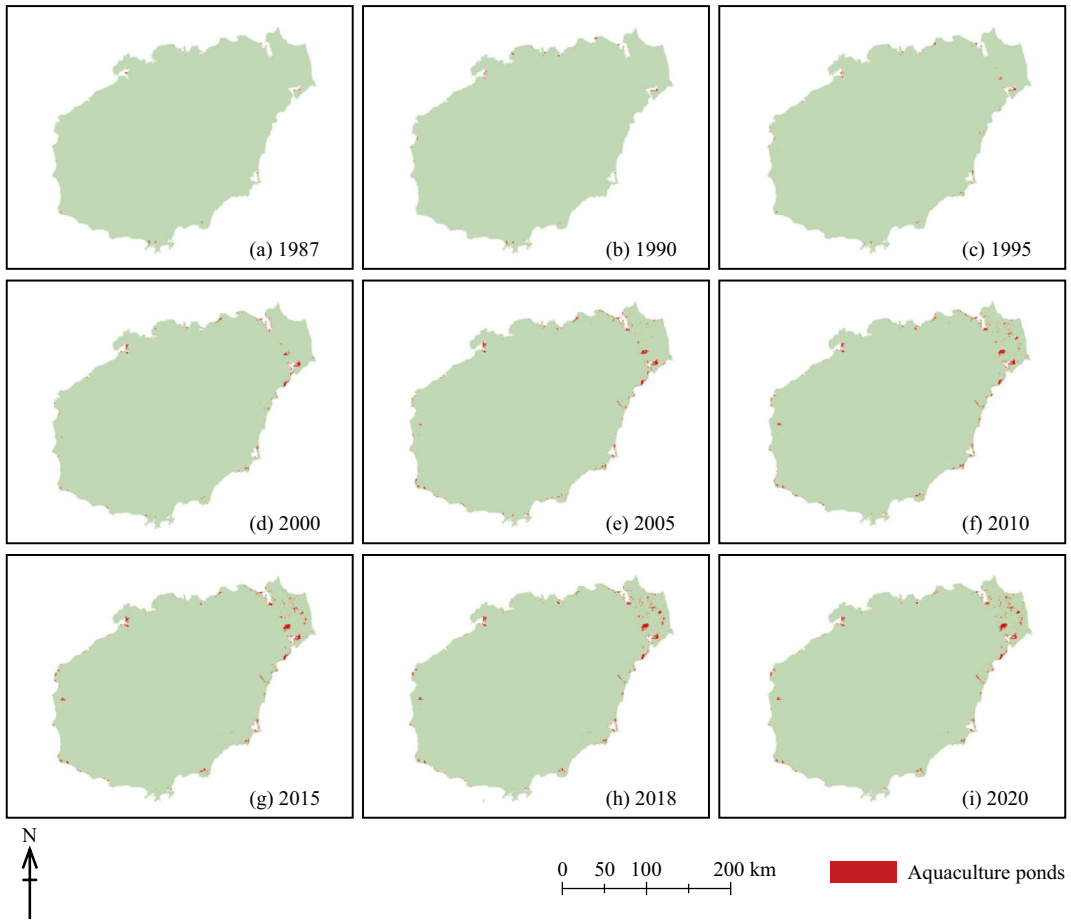 (a) 1987
(b) 1990
(c) 1995
(d) 2000
(e) 2005
(f) 2010
(g) 2015
(h) 2018
(i) 2020
N
0 50 100 200 km
Aquaculture ponds